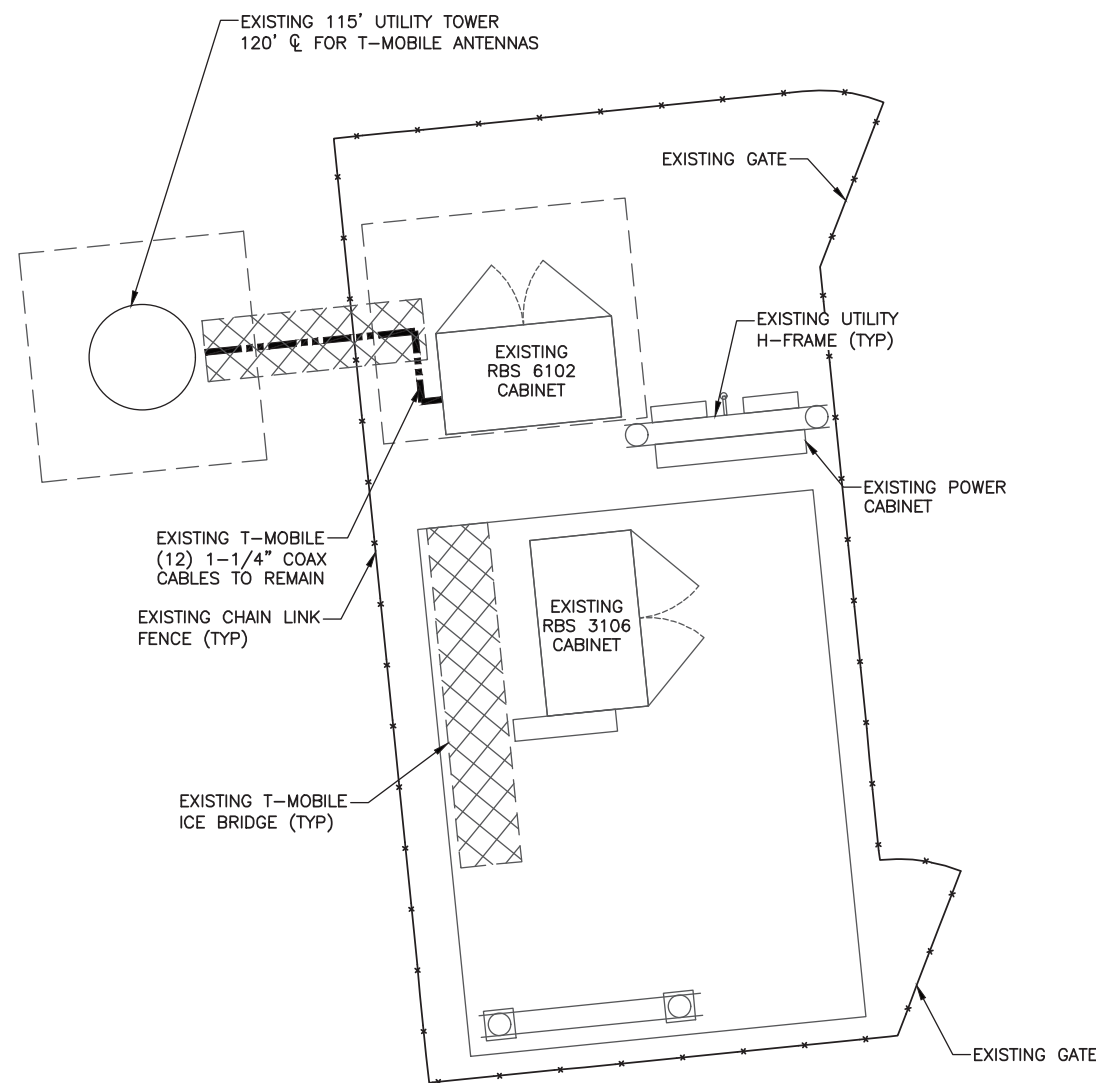 EXISTING 115' UTILITY TOWER
120' ℄ FOR T-MOBILE ANTENNAS
EXISTING GATE
EXISTING UTILITY
H-FRAME (TYP)
EXISTING
RBS 6102
CABINET
EXISTING POWER
CABINET
EXISTING T-MOBILE
(12) 1-1/4" COAX
CABLES TO REMAIN
EXISTING CHAIN LINK
FENCE (TYP)
EXISTING
RBS 3106
CABINET
EXISTING T-MOBILE
ICE BRIDGE (TYP)
EXISTING GATE